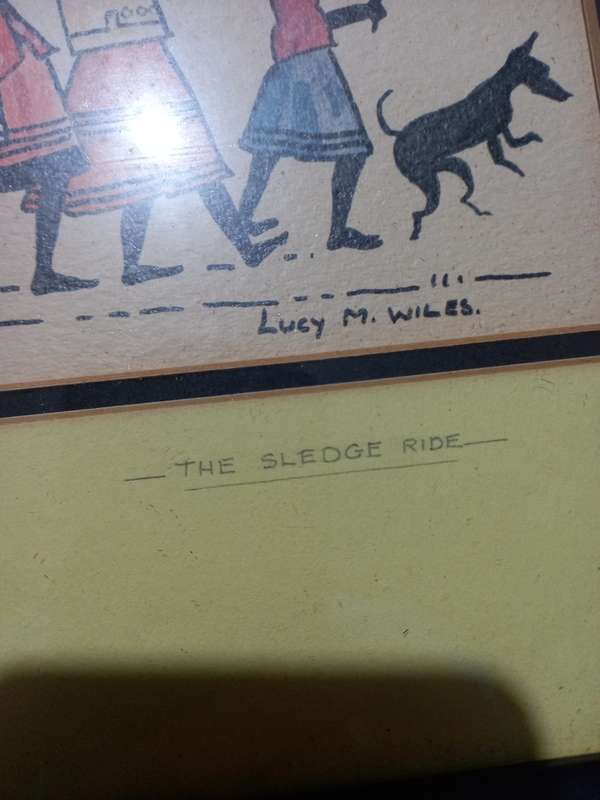 Lucy M. WILES.
— THE SLEDGE RIDE —